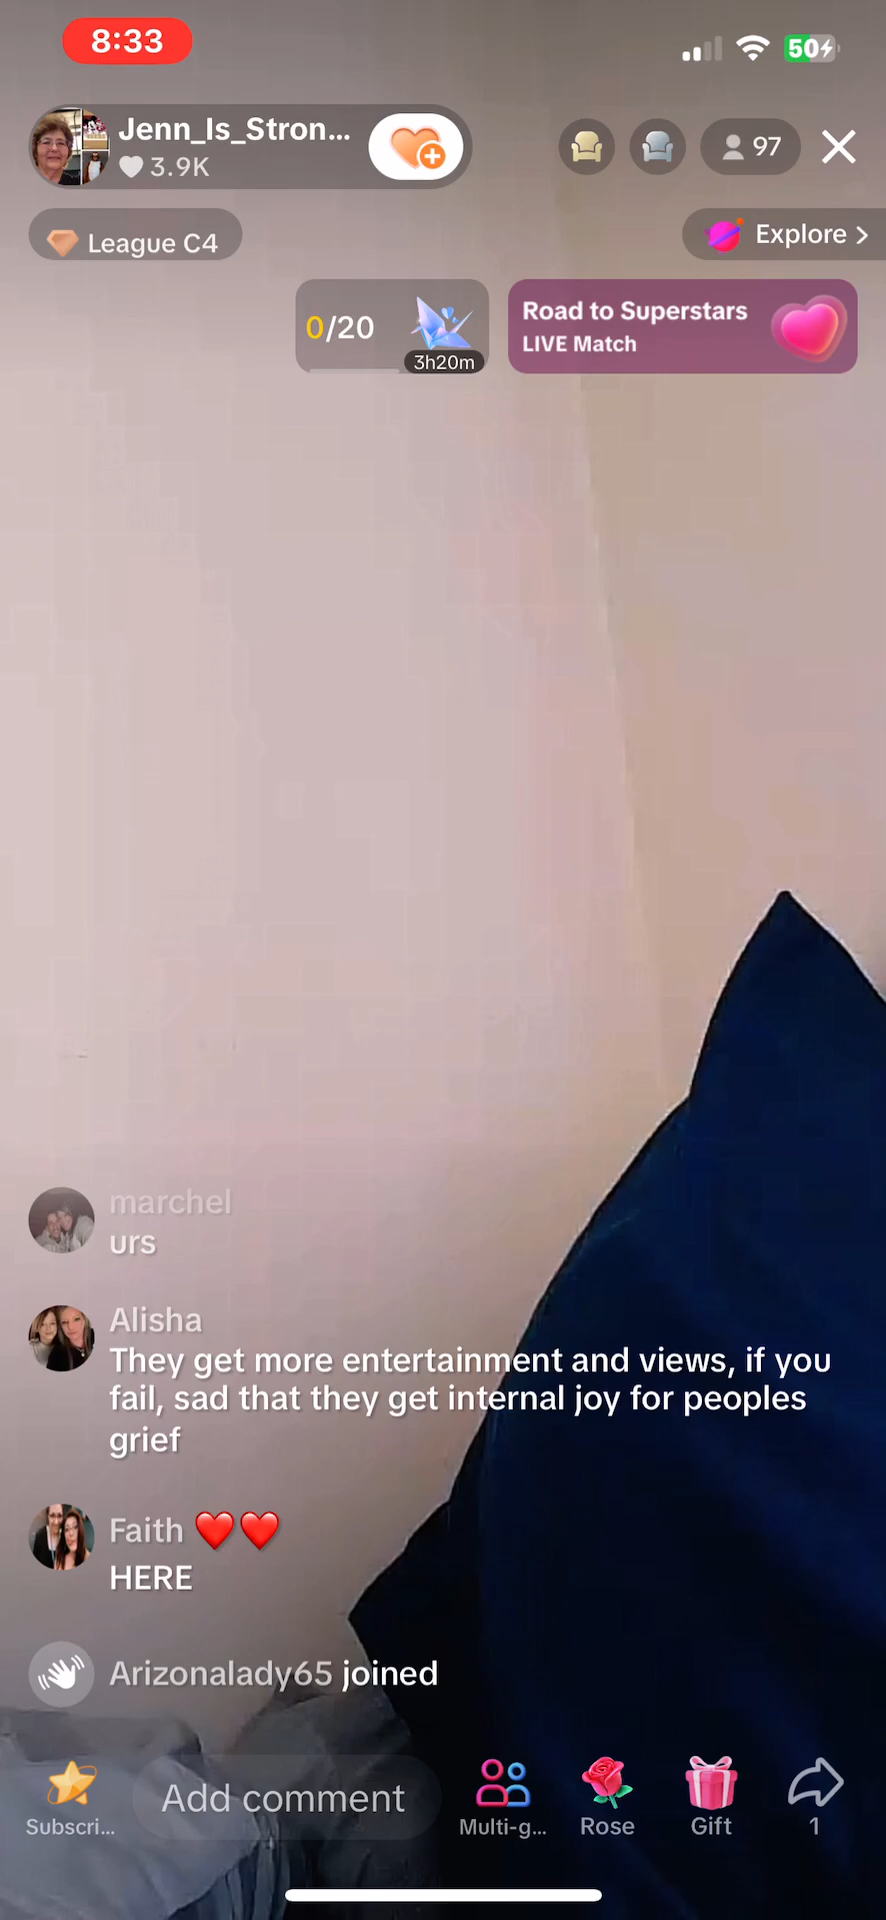 8:33
50
Jenn_Is_Stron...
3.9K
97
League C4
Explore >
0/20
3h20m
Road to Superstars
LIVE Match
marchel
urs
Alisha
They get more entertainment and views, if you
fail, sad that they get internal joy for peoples
grief
Faith ❤️❤️
HERE
Arizonalady65 joined
Subscri...
Add comment
Multi-g...
Rose
Gift
1